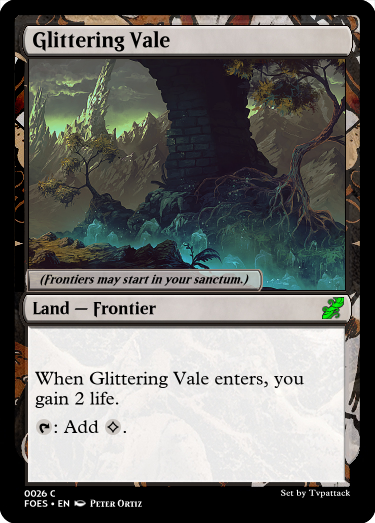 Glittering Vale
(Frontiers may start in your sanctum.)
Land — Frontier
When Glittering Vale enters, you
gain 2 life.
: Add .
0026 C
Set by Tvpattack
FOES • EN Peter Ortiz